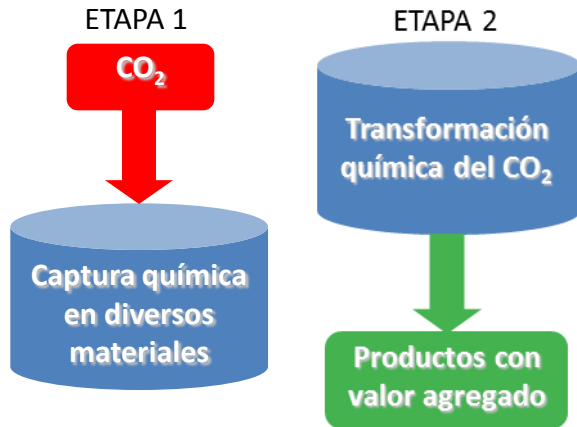 ETAPA 1
CO₂
Captura química
en diversos
materiales
ETAPA 2
Transformación
química del CO₂
Productos con
valor agregado